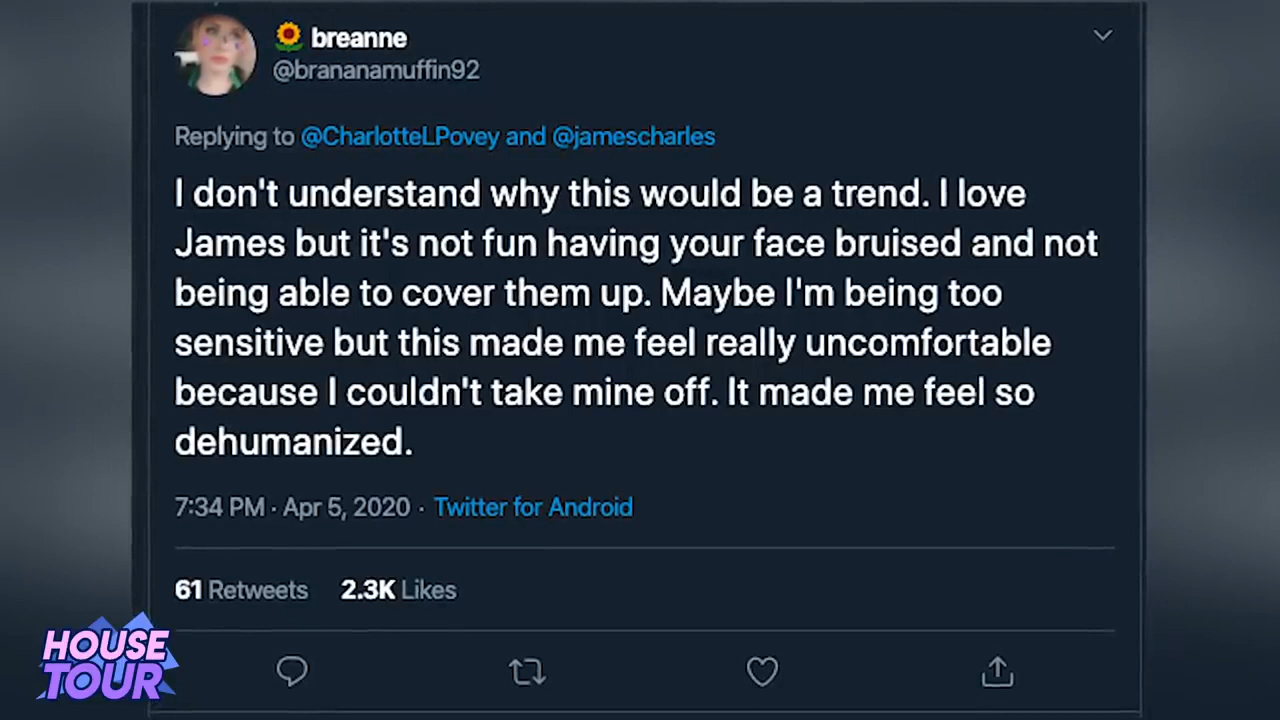 🌻 breanne
@brananamuffin92
Replying to @CharlotteLPovey and @jamescharles
I don't understand why this would be a trend. I love
James but it's not fun having your face bruised and not
being able to cover them up. Maybe I'm being too
sensitive but this made me feel really uncomfortable
because I couldn't take mine off. It made me feel so
dehumanized.
7:34 PM · Apr 5, 2020 · Twitter for Android
61 Retweets 2.3K Likes
HOUSE
TOUR